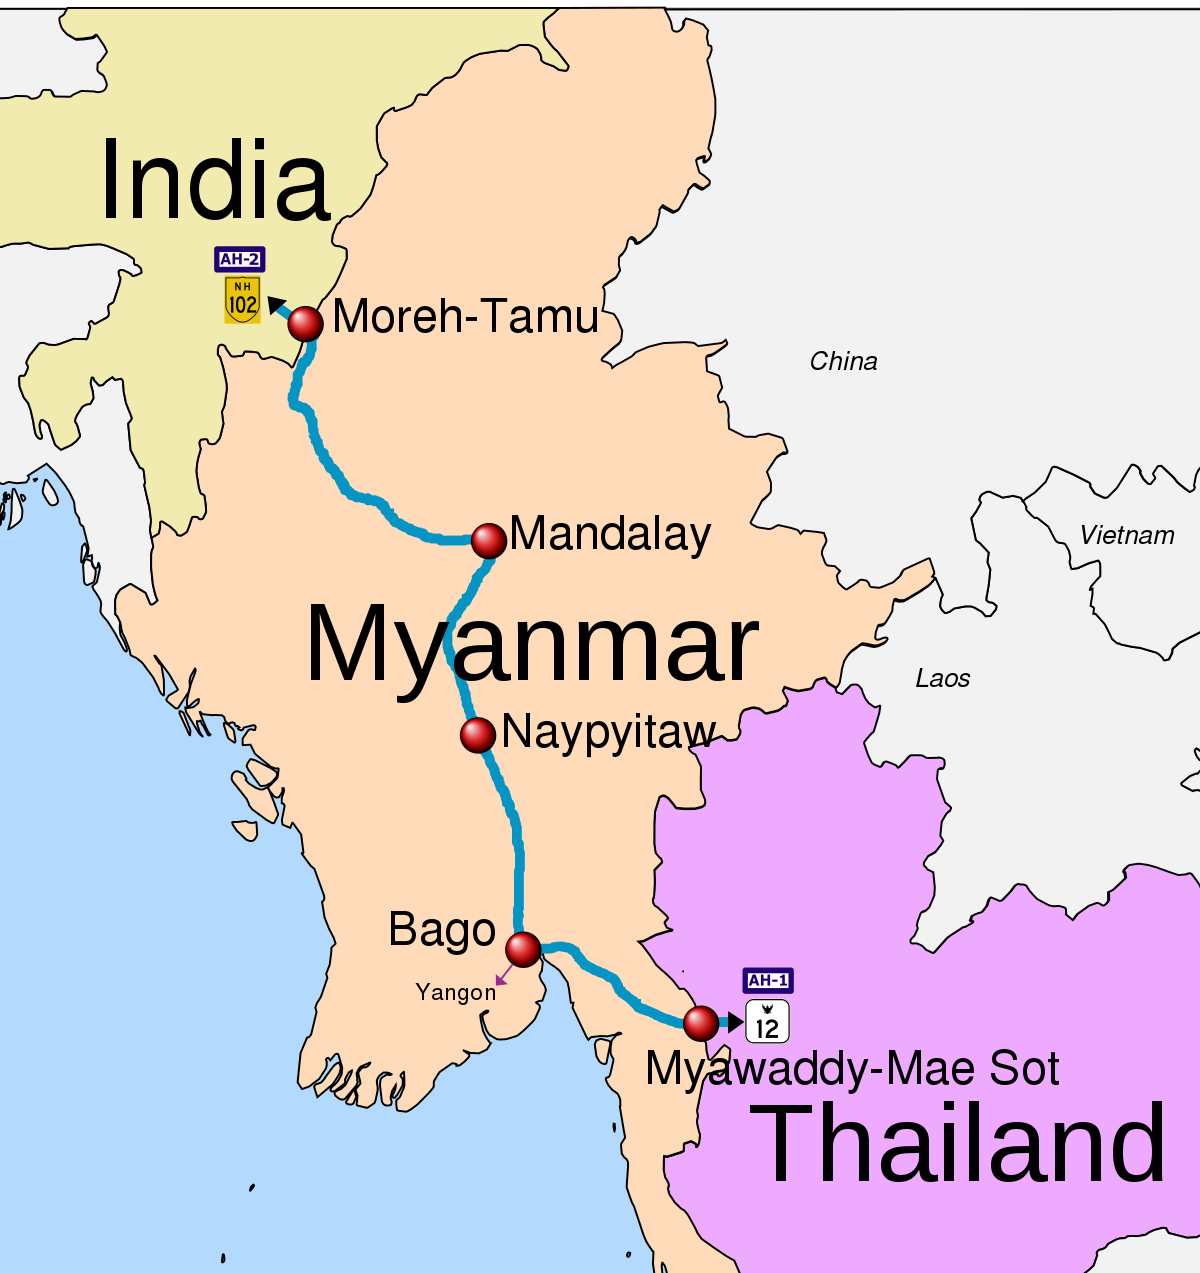 India
AH-2
NH
102
Moreh-Tamu
China
Mandalay
Vietnam
Myanmar
Laos
Naypyitaw
Bago
Yangon
AH-1
12
Myawaddy-Mae Sot
Thailand